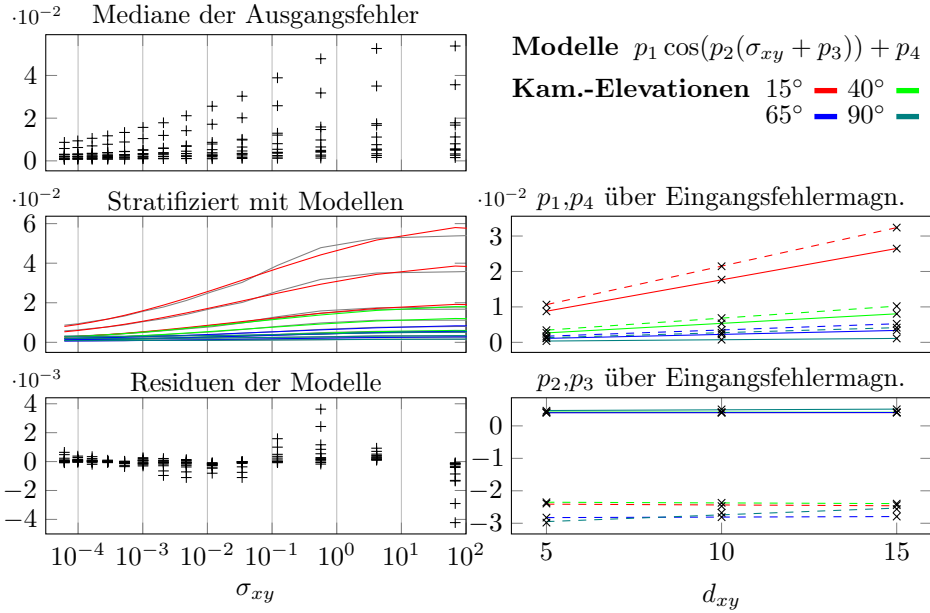 ·10⁻² Mediane der Ausgangsfehler
4
2
0
Modelle p₁ cos(p₂(σₓᵧ + p₃)) + p₄
Kam.-Elevationen 15° 40°
65° 90°
·10⁻² Stratifiziert mit Modellen
6
4
2
0
·10⁻² p₁,p₄ über Eingangsfehlermagn.
3
2
1
0
·10⁻³ Residuen der Modelle
4
2
0
−2
−4
10⁻⁴ 10⁻³ 10⁻² 10⁻¹ 10⁰ 10¹ 10²
σₓᵧ
p₂,p₃ über Eingangsfehlermagn.
0
−1
−2
−3
5 10 15
dₓᵧ